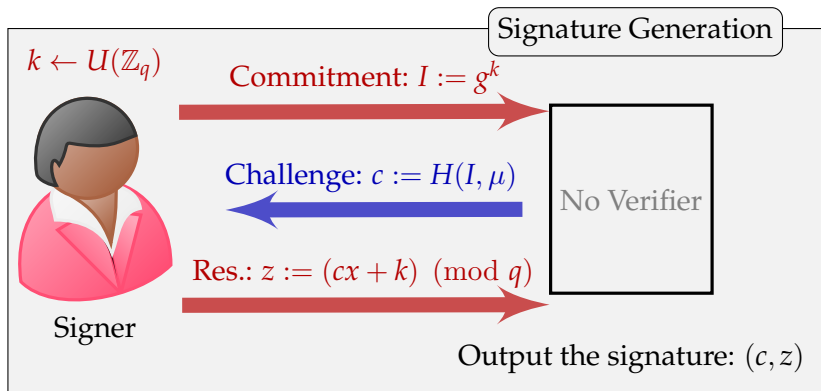 Signature Generation
k ← U(ℤ_q)
Commitment: I := g^k
Challenge: c := H(I, μ)
No Verifier
Res.: z := (cx + k) (mod q)
Signer
Output the signature: (c, z)